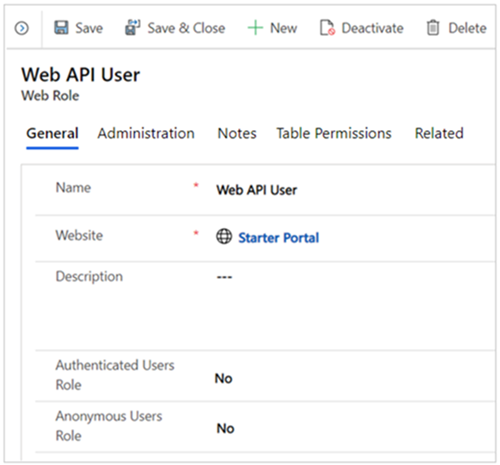 Save Save & Close New Deactivate Delete
Web API User
Web Role
General Administration Notes Table Permissions Related
Name * Web API User
Website * Starter Portal
Description ---
Authenticated Users
Role No
Anonymous Users
Role No